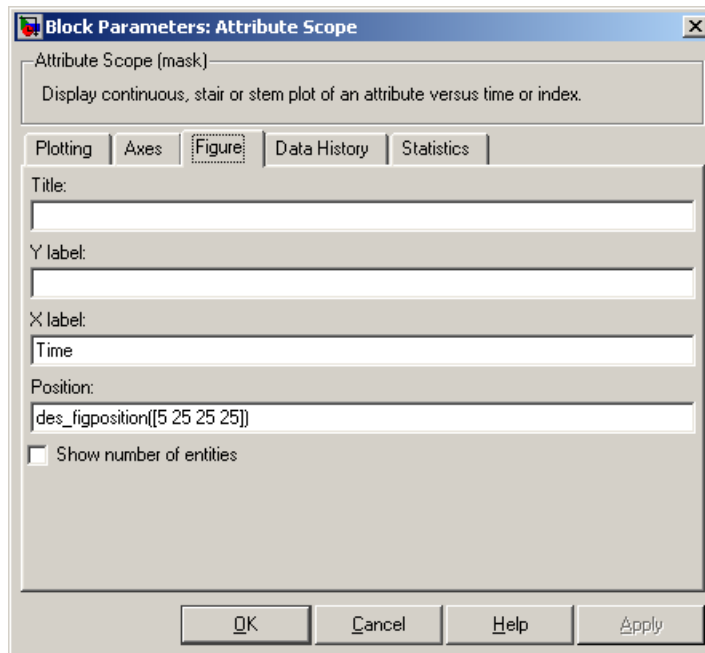 Block Parameters: Attribute Scope
Attribute Scope (mask)
Display continuous, stair or stem plot of an attribute versus time or index.
Plotting Axes Figure Data History Statistics
Title:
Y label:
X label:
Time
Position:
des_figposition([5 25 25 25])
Show number of entities
OK Cancel Help Apply